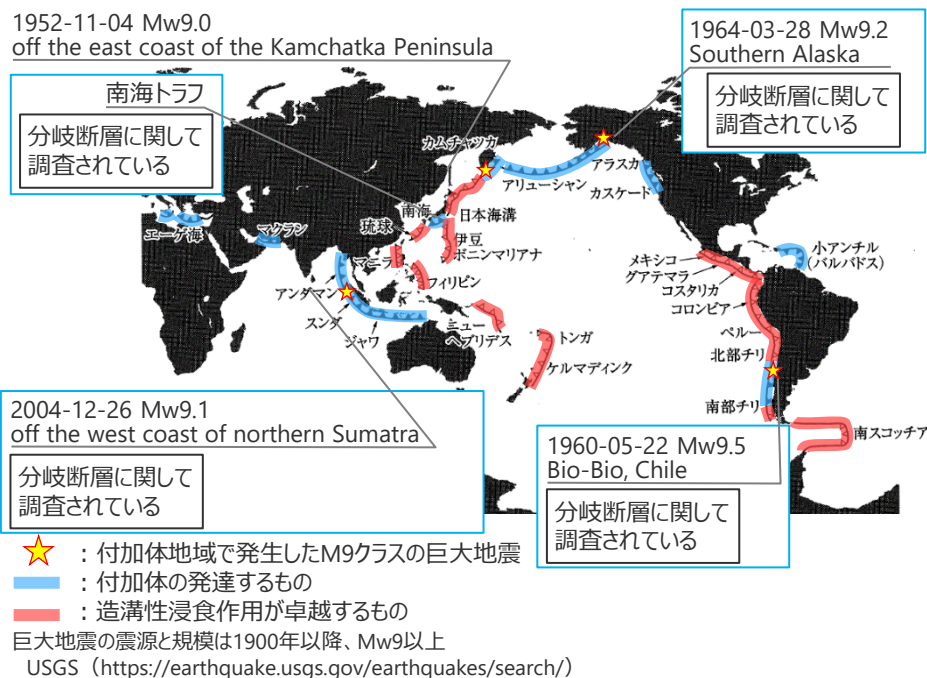 1952-11-04 Mw9.0
off the east coast of the Kamchatka Peninsula
1964-03-28 Mw9.2
Southern Alaska
分岐断層に関して
調査されている
南海トラフ
分岐断層に関して
調査されている
カムチャツカ
アリューシャン
アラスカ
カスケード
南海
日本海溝
琉球
伊豆
ボニンマリアナ
エーゲ海
マクラン
マニラ
フィリピン
アンダマン
スンダ
ジャワ
ニュー
ヘブリデス
トンガ
ケルマディンク
メキシコ
グアテマラ
コスタリカ
コロンビア
ペルー
北部チリ
南部チリ
小アンチル
(バルバドス)
南スコッチア
2004-12-26 Mw9.1
off the west coast of northern Sumatra
分岐断層に関して
調査されている
1960-05-22 Mw9.5
Bio-Bio, Chile
分岐断層に関して
調査されている
：付加体地域で発生したM9クラスの巨大地震
：付加体の発達するもの
：造溝性浸食作用が卓越するもの
巨大地震の震源と規模は1900年以降、Mw9以上
USGS（https://earthquake.usgs.gov/earthquakes/search/）